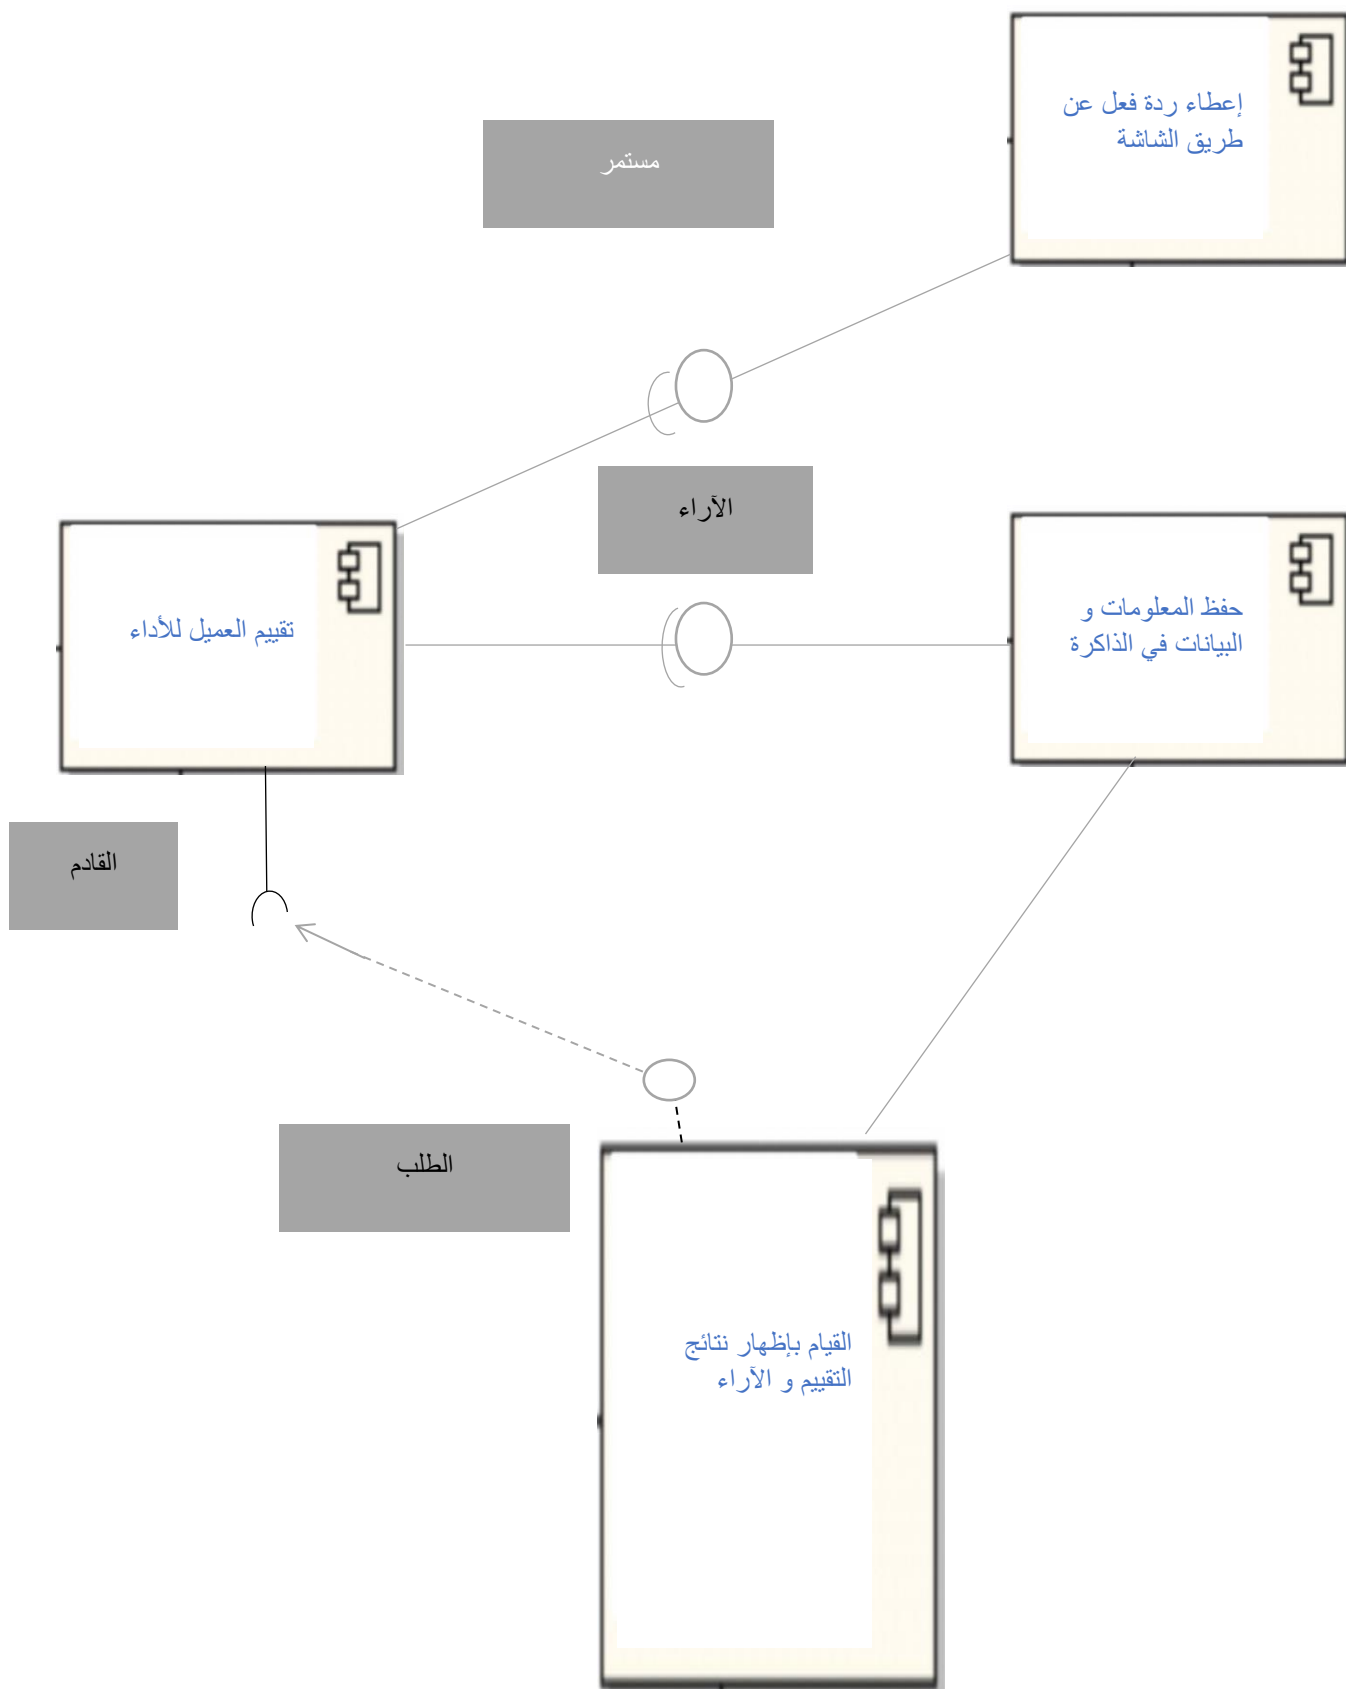 إعطاء ردة فعل عن
طريق الشاشة
مستمر
الآراء
حفظ المعلومات و
البيانات في الذاكرة
تقييم العميل للأداء
القادم
الطلب
القيام بإظهار نتائج
التقييم و الآراء